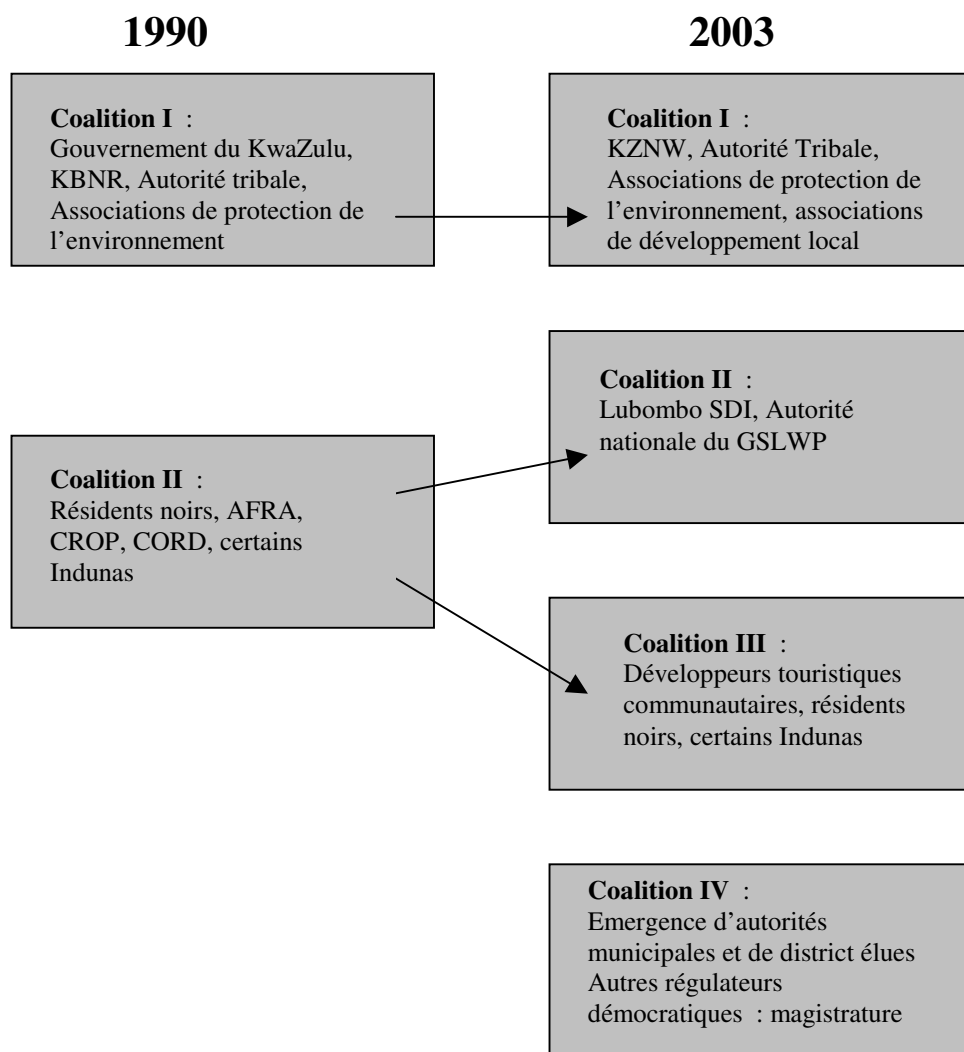 1990
2003
Coalition I :
Gouvernement du KwaZulu,
KBNR, Autorité tribale,
Associations de protection de
l’environnement
Coalition I :
KZNW, Autorité Tribale,
Associations de protection de
l’environnement, associations
de développement local
Coalition II :
Lubombo SDI, Autorité
nationale du GSLWP
Coalition II :
Résidents noirs, AFRA,
CROP, CORD, certains
Indunas
Coalition III :
Développeurs touristiques
communautaires, résidents
noirs, certains Indunas
Coalition IV :
Emergence d’autorités
municipales et de district élues
Autres régulateurs
démocratiques : magistrature